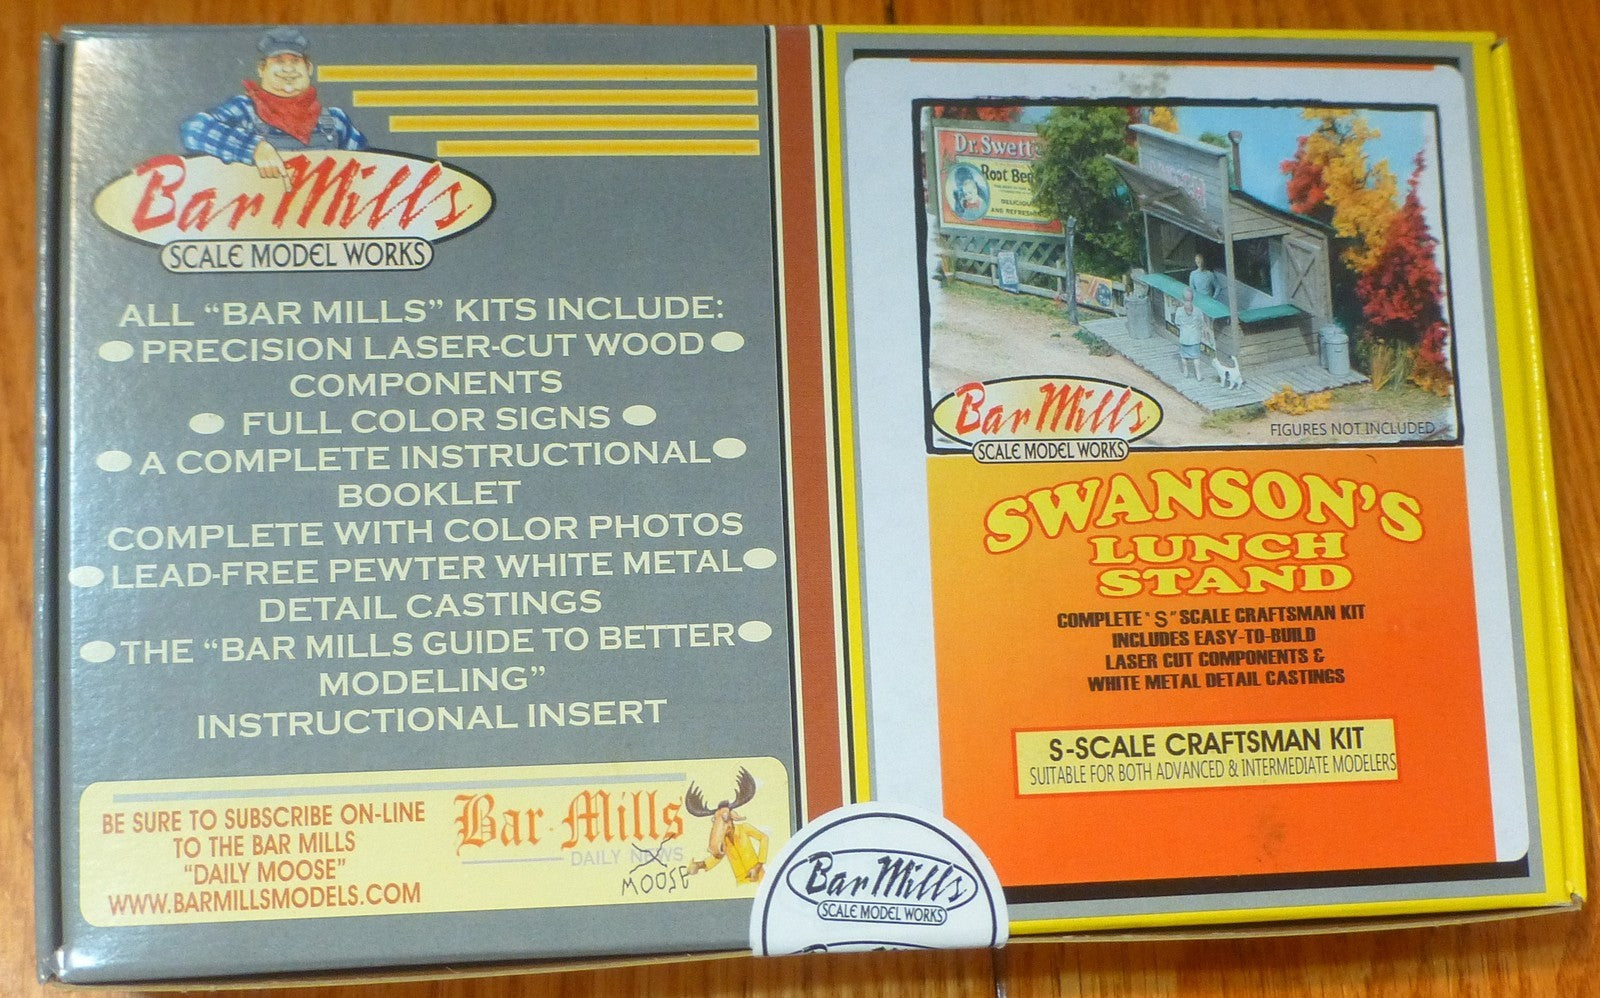 Bar Mills
SCALE MODEL WORKS
ALL “BAR MILLS” KITS INCLUDE:
PRECISION LASER-CUT WOOD
COMPONENTS
FULL COLOR SIGNS
A COMPLETE INSTRUCTIONAL
BOOKLET
COMPLETE WITH COLOR PHOTOS
LEAD-FREE PEWTER WHITE METAL
DETAIL CASTINGS
THE “BAR MILLS GUIDE TO BETTER
MODELING”
INSTRUCTIONAL INSERT
BE SURE TO SUBSCRIBE ON-LINE
TO THE BAR MILLS
“DAILY MOOSE”
WWW.BARMILLSMODELS.COM
Bar Mills
DAILY NEWS
MOOSE
Bar Mills
SCALE MODEL WORKS
Dr. Swett's
Root Beer
DELICIOUS
AND REFRESHING
Bar Mills
SCALE MODEL WORKS
FIGURES NOT INCLUDED
SWANSON'S
LUNCH
STAND
COMPLETE "S" SCALE CRAFTSMAN KIT
INCLUDES EASY-TO-BUILD
LASER CUT COMPONENTS &
WHITE METAL DETAIL CASTINGS
S-SCALE CRAFTSMAN KIT
SUITABLE FOR BOTH ADVANCED & INTERMEDIATE MODELERS